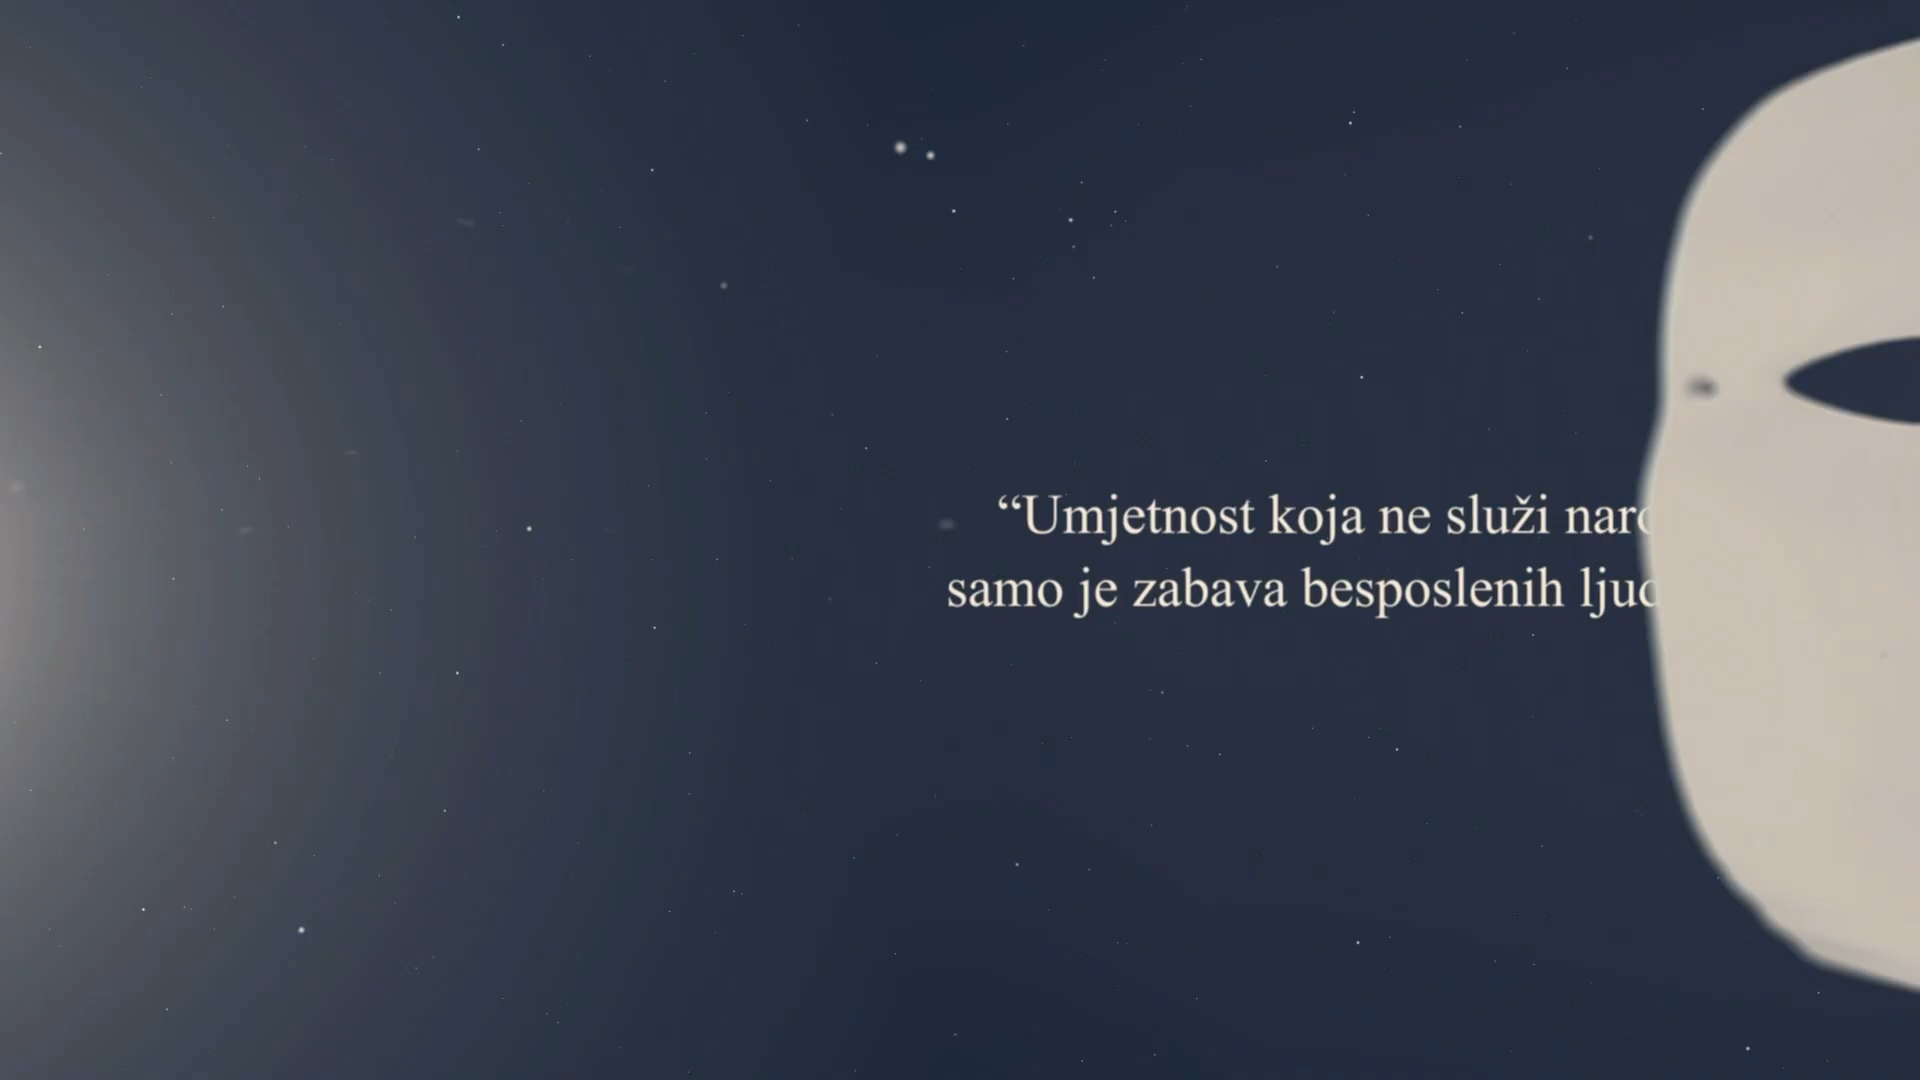 “Umjetnost koja ne služi
samo je zabava besposlenih